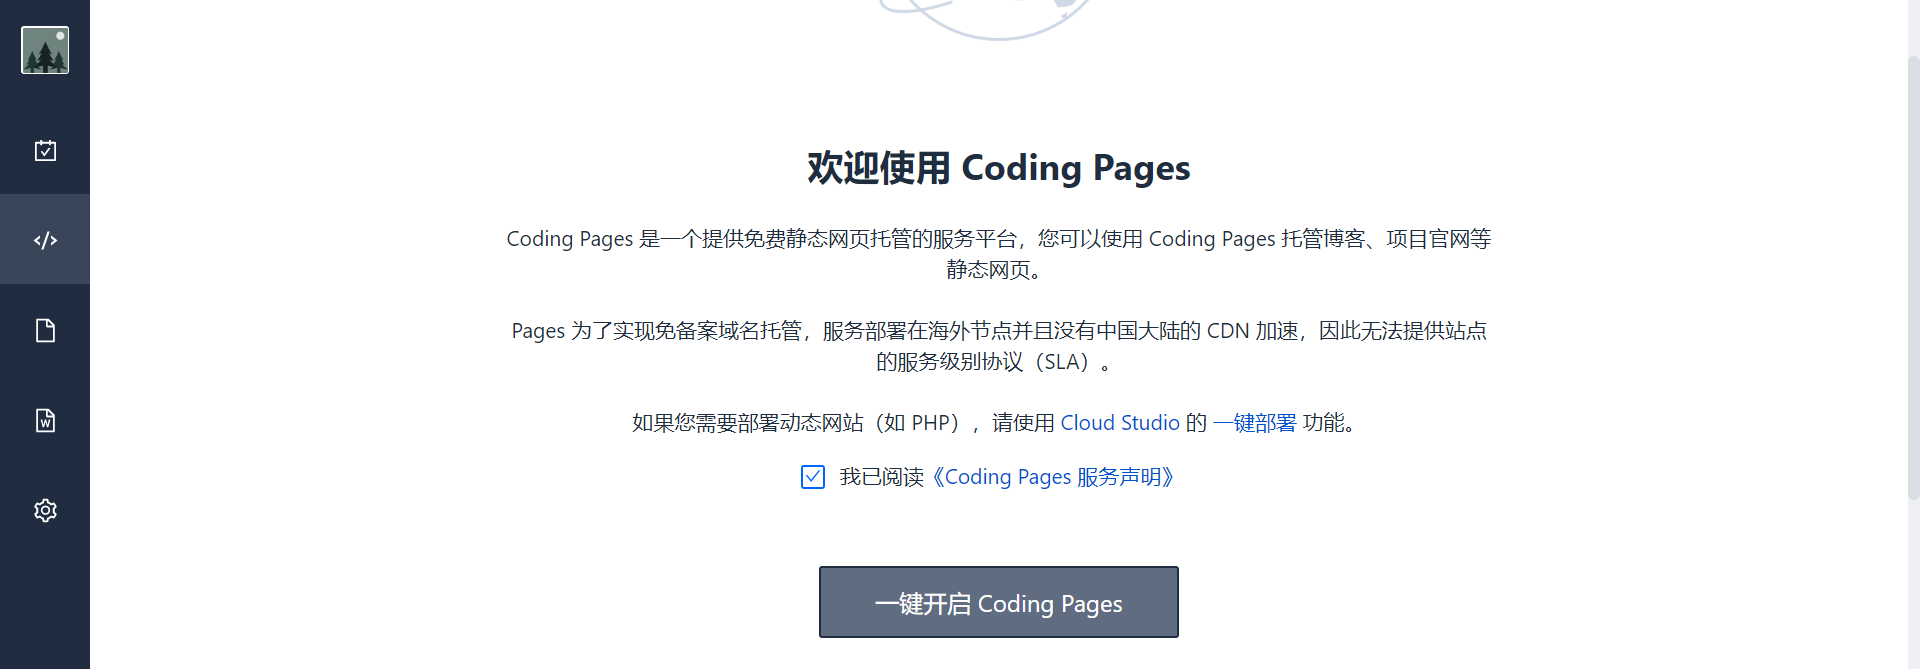 欢迎使用 Coding Pages
Coding Pages 是一个提供免费静态网页托管的服务平台，您可以使用 Coding Pages 托管博客、项目官网等
静态网页。
Pages 为了实现免备案域名托管，服务部署在海外节点并且没有中国大陆的 CDN 加速，因此无法提供站点
的服务级别协议（SLA）。
如果您需要部署动态网站（如 PHP），请使用 Cloud Studio 的 一键部署 功能。
我已阅读《Coding Pages 服务声明》
一键开启 Coding Pages
W